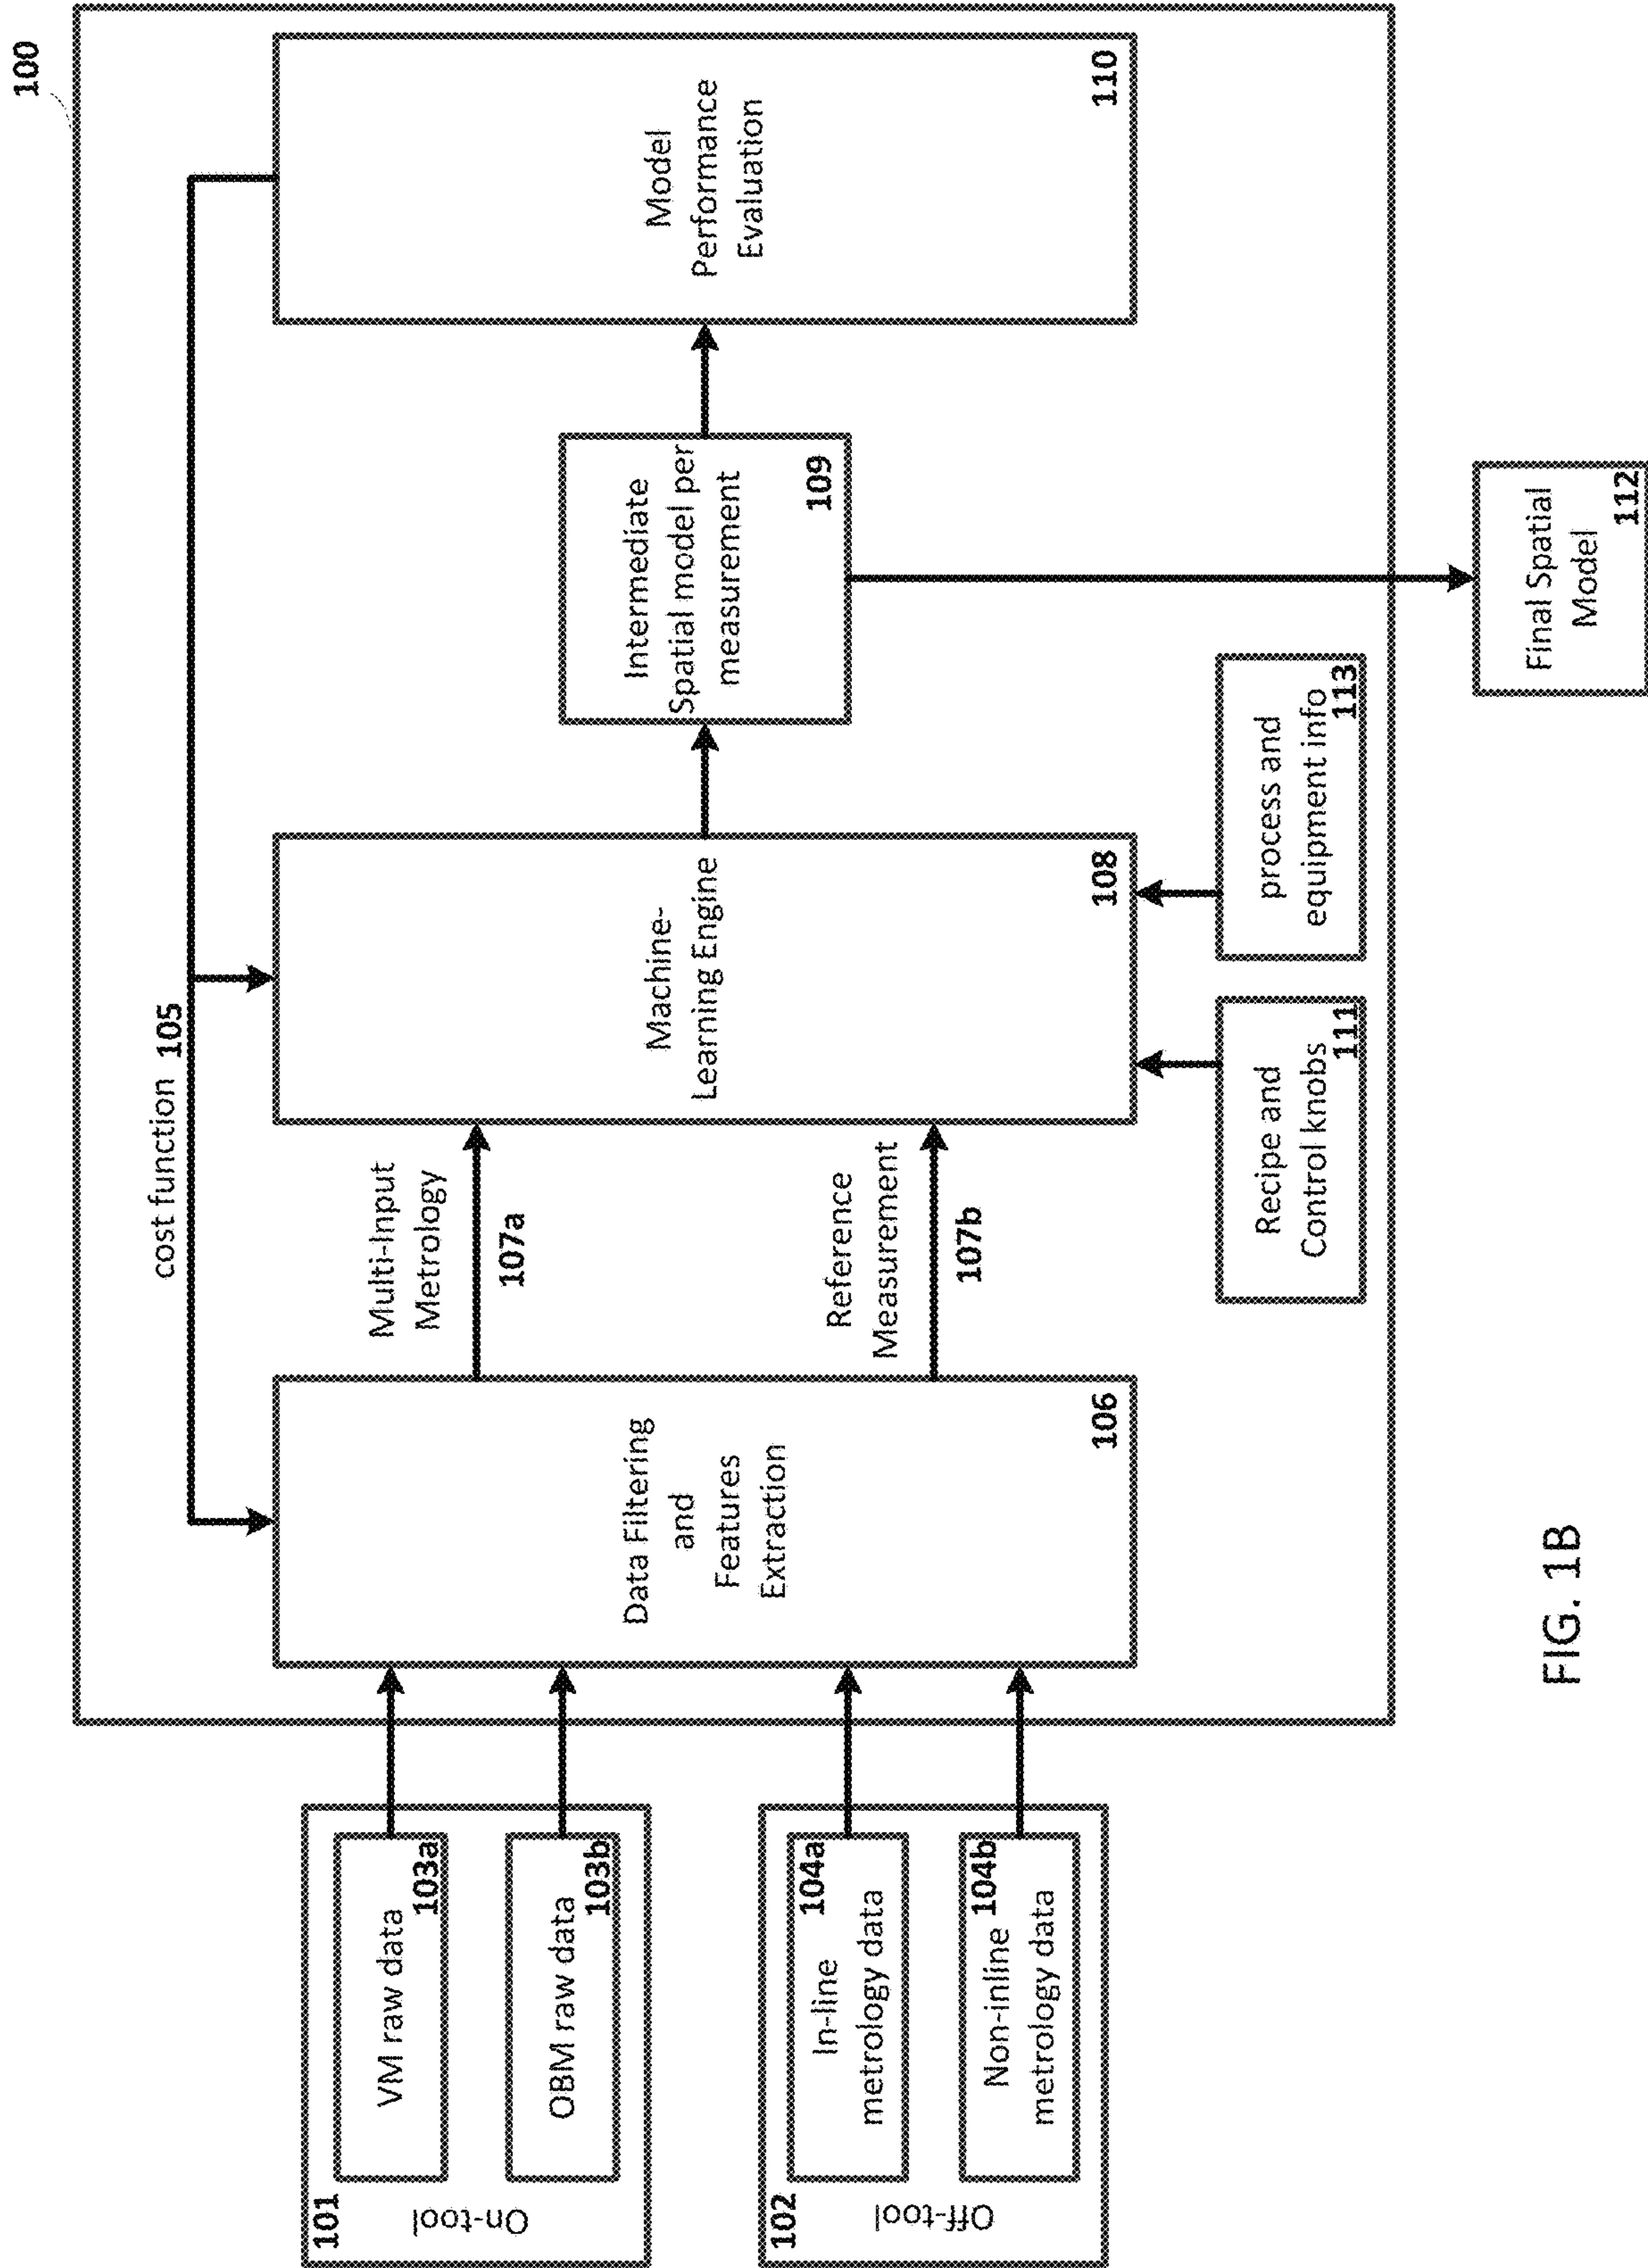 100
cost function 105
101
On-tool
VM raw data
103a
OBM raw data
103b
102
Off-tool
In-line
metrology data
104a
Non-inline
metrology data
104b
Data Filtering
and
Features
Extraction
106
Multi-Input
Metrology
107a
Reference
Measurement
107b
Machine-
Learning Engine
108
Recipe and
Control knobs
111
process and
equipment info
113
Intermediate
Spatial model per
measurement
109
Model
Performance
Evaluation
110
Final Spatial
Model
112
FIG. 1B